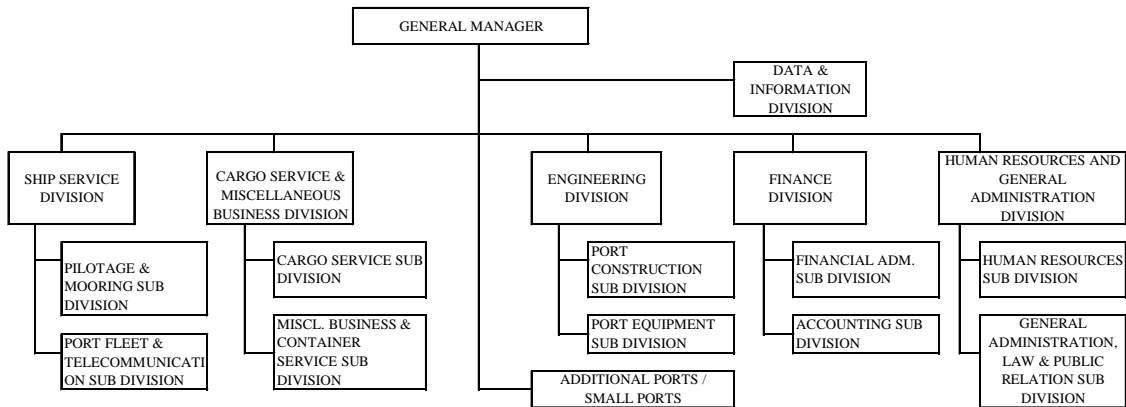 GENERAL MANAGER
DATA &
INFORMATION
DIVISION
SHIP SERVICE
DIVISION
CARGO SERVICE &
MISCELLANEOUS
BUSINESS DIVISION
ENGINEERING
DIVISION
FINANCE
DIVISION
HUMAN RESOURCES AND
GENERAL
ADMINISTRATION
DIVISION
PILOTAGE &
MOORING SUB
DIVISION
CARGO SERVICE SUB
DIVISION
PORT
CONSTRUCTION
SUB DIVISION
FINANCIAL ADM.
SUB DIVISION
HUMAN RESOURCES
SUB DIVISION
PORT FLEET &
TELECOMMUNICATI
ON SUB DIVISION
MISCL. BUSINESS &
CONTAINER
SERVICE SUB
DIVISION
PORT EQUIPMENT
SUB DIVISION
ACCOUNTING SUB
DIVISION
GENERAL
ADMINISTRATION,
LAW & PUBLIC
RELATION SUB
DIVISION
ADDITIONAL PORTS /
SMALL PORTS